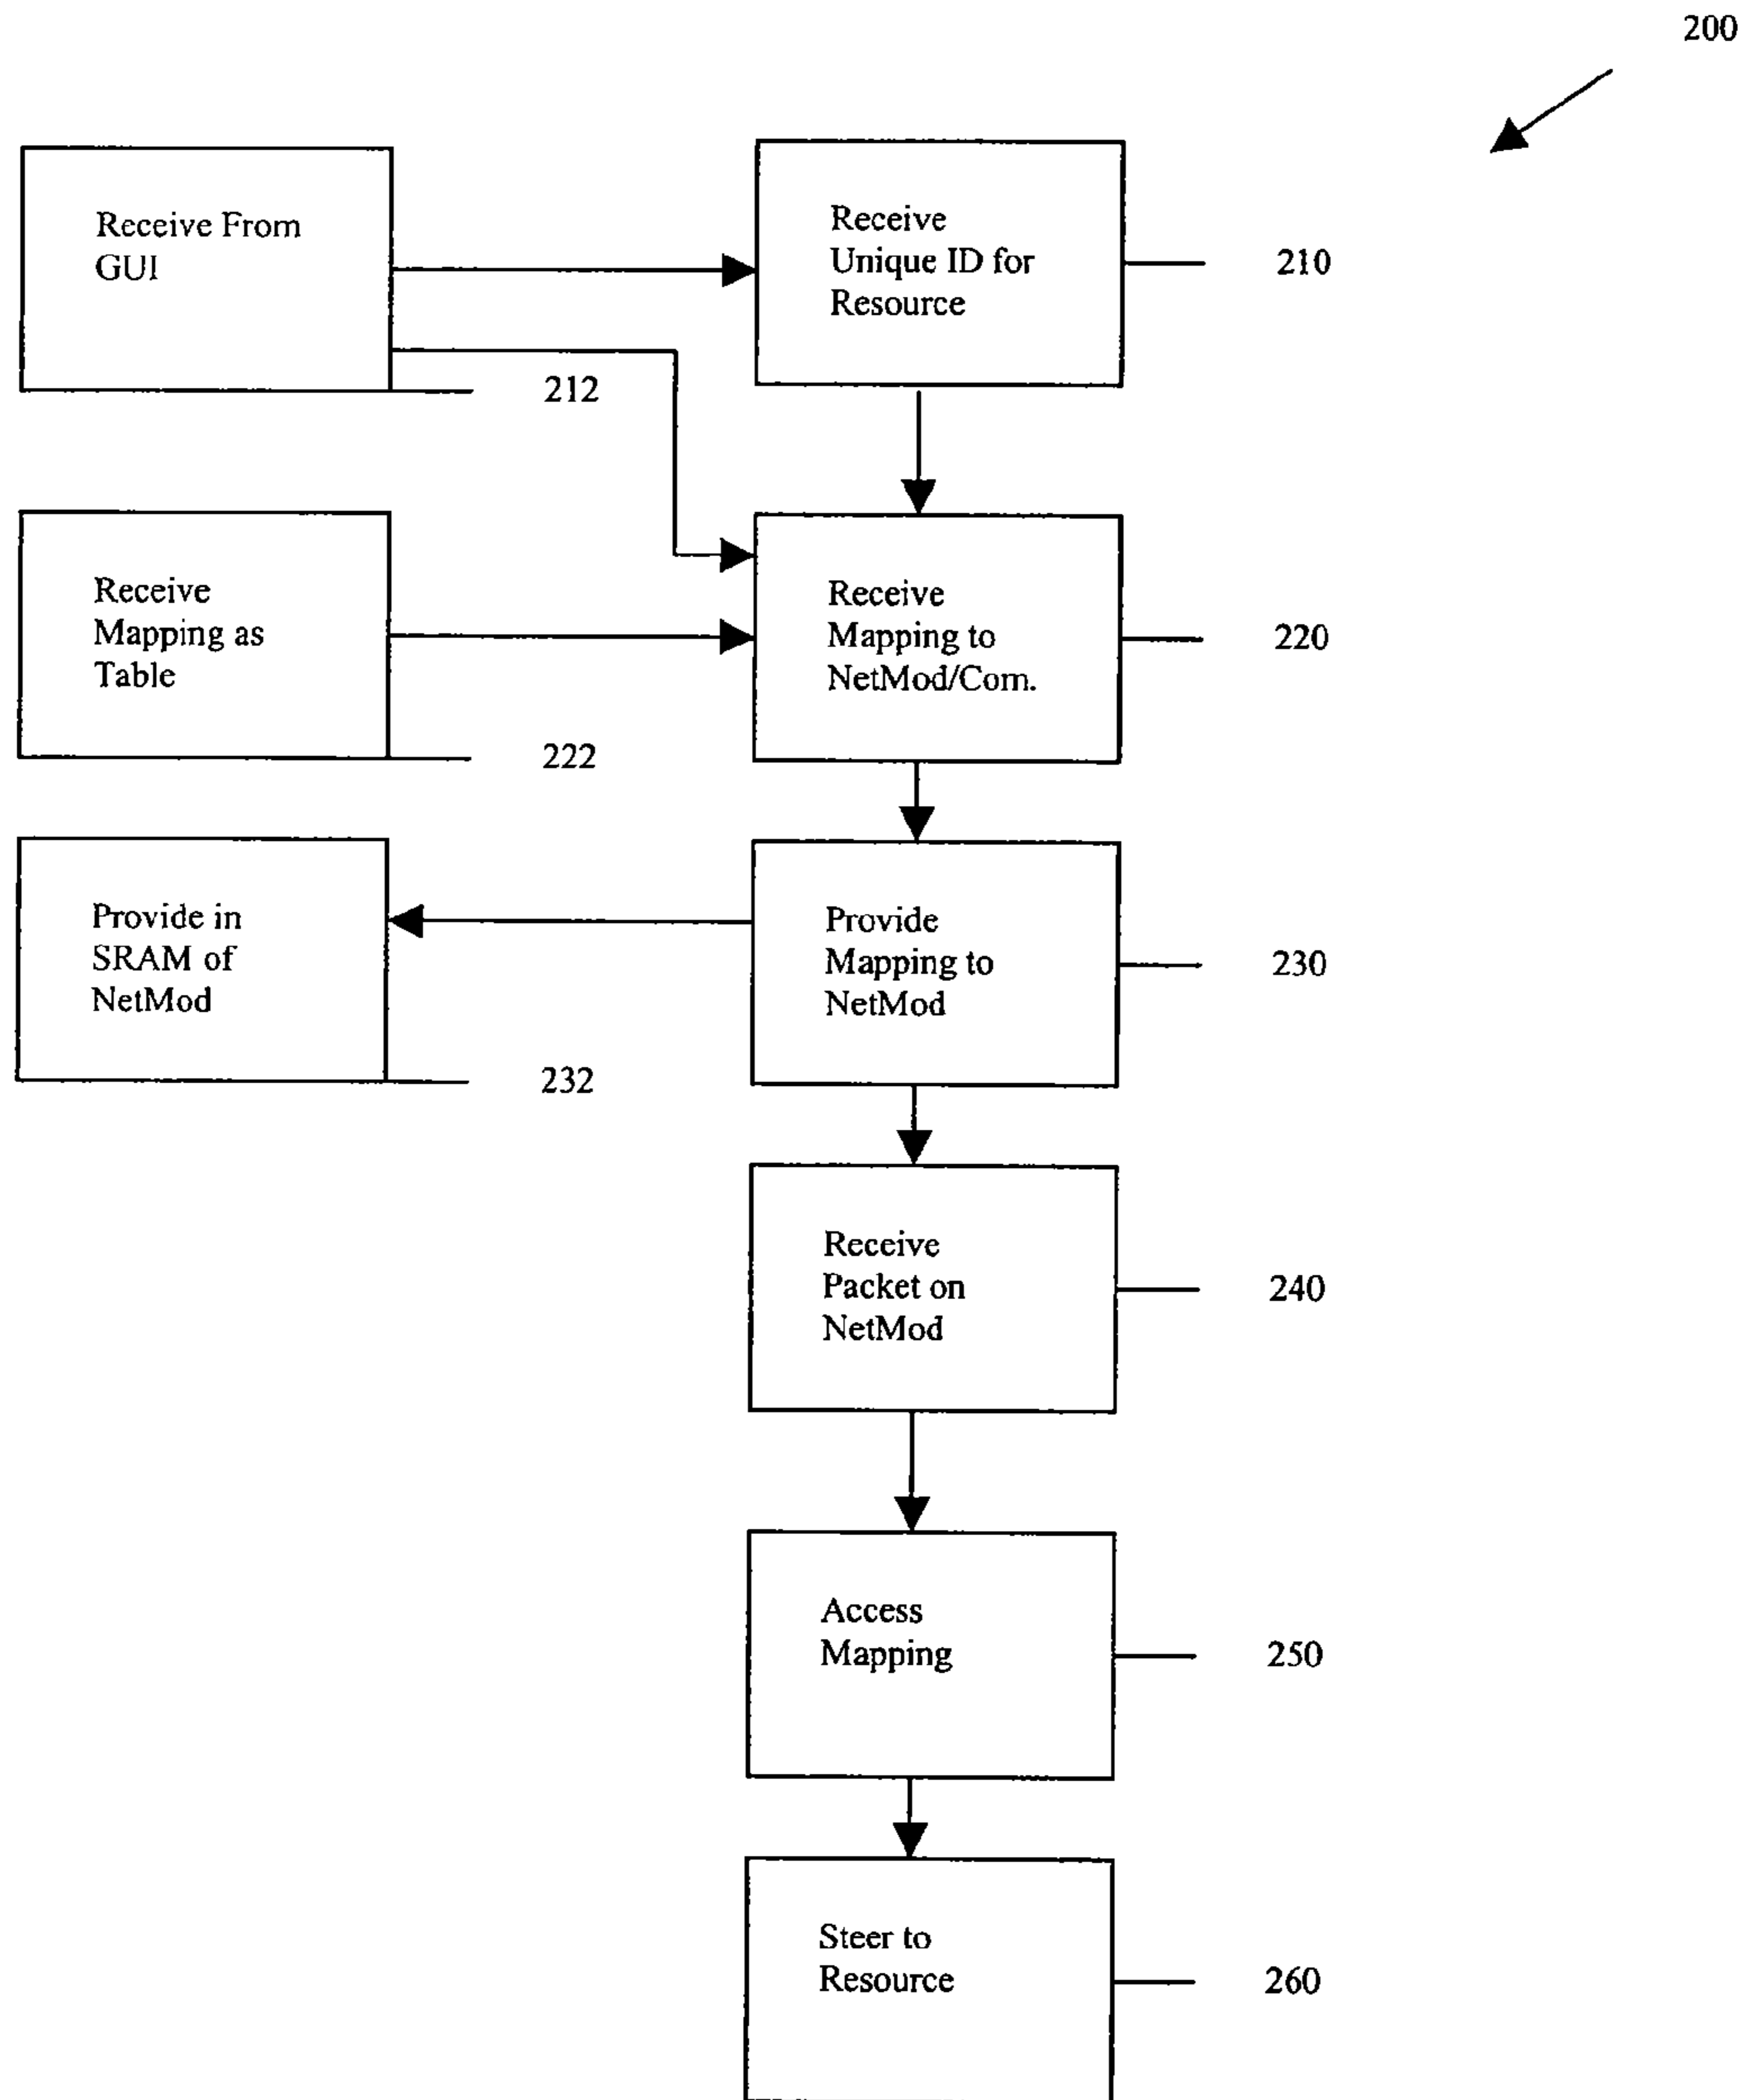 200
Receive From
GUI
212
Receive
Unique ID for
Resource
210
Receive
Mapping as
Table
222
Receive
Mapping to
NetMod/Com.
220
Provide in
SRAM of
NetMod
232
Provide
Mapping to
NetMod
230
Receive
Packet on
NetMod
240
Access
Mapping
250
Steer to
Resource
260